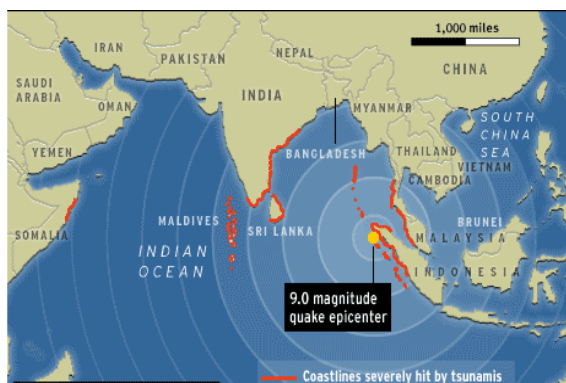 1,000 miles
IRAN
PAKISTAN
NEPAL
CHINA
SAUDI
ARABIA
OMAN
INDIA
MYANMAR
YEMEN
BANGLADESH
THAILAND
VIETNAM
CAMBODIA
SOUTH
CHINA
SEA
SOMALIA
MALDIVES
SRI LANKA
BRUNEI
MALAYSIA
INDONESIA
INDIAN
OCEAN
9.0 magnitude
quake epicenter
Coastlines severely hit by tsunamis